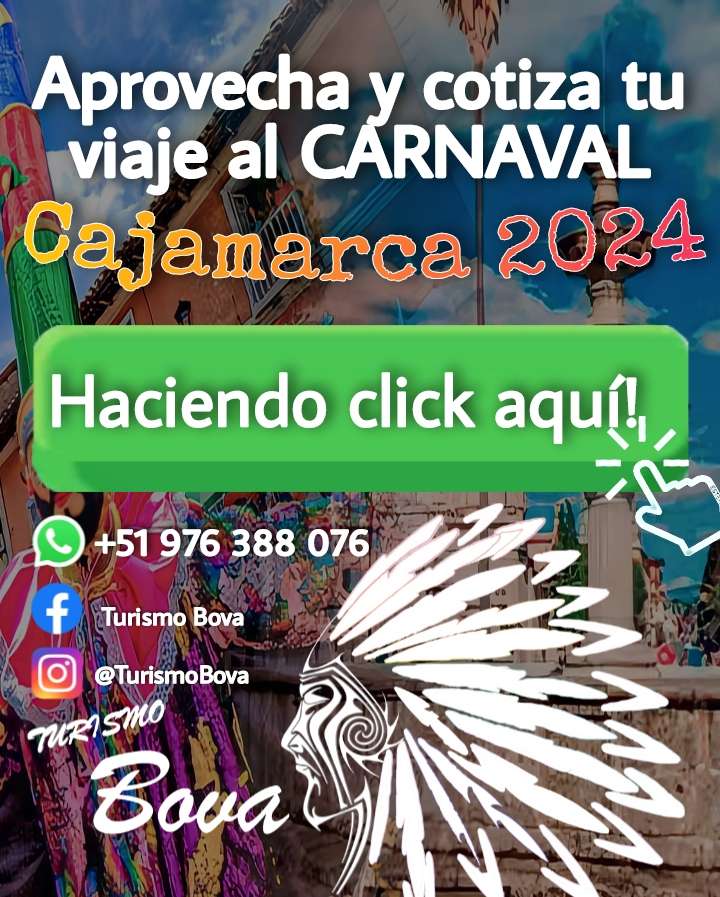 Aprovecha y cotiza tu
viaje al CARNAVAL
Cajamarca 2024
Haciendo click aquí!
+51 976 388 076
Turismo Bova
@TurismoBova
TURISMO
Bova